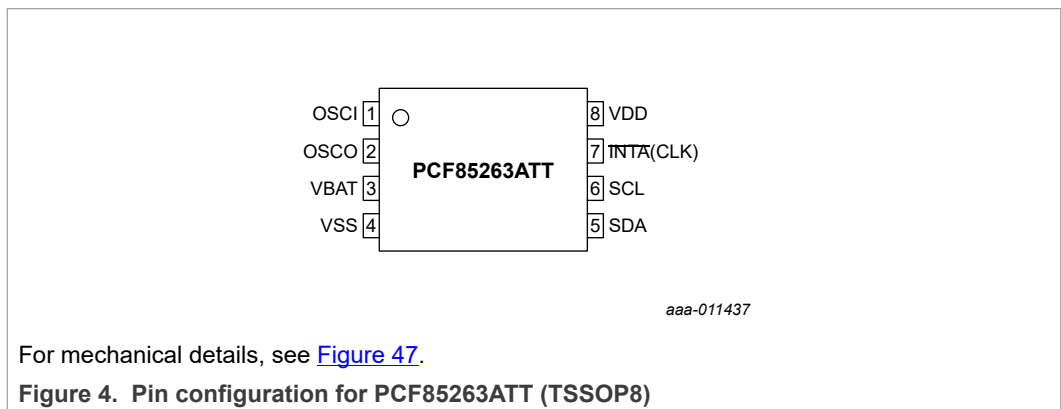 OSCI 1
8 VDD
OSCO 2
7 INTA(CLK)
PCF85263ATT
VBAT 3
6 SCL
VSS 4
5 SDA
aaa-011437
For mechanical details, see Figure 47.
Figure 4. Pin configuration for PCF85263ATT (TSSOP8)